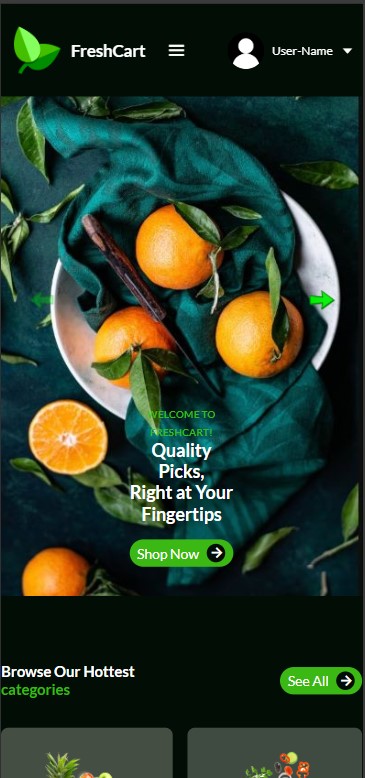 FreshCart
User-Name
WELCOME TO
FRESHCART!
Quality
Picks,
Right at Your
Fingertips
Shop Now
Browse Our Hottest
categories
See All